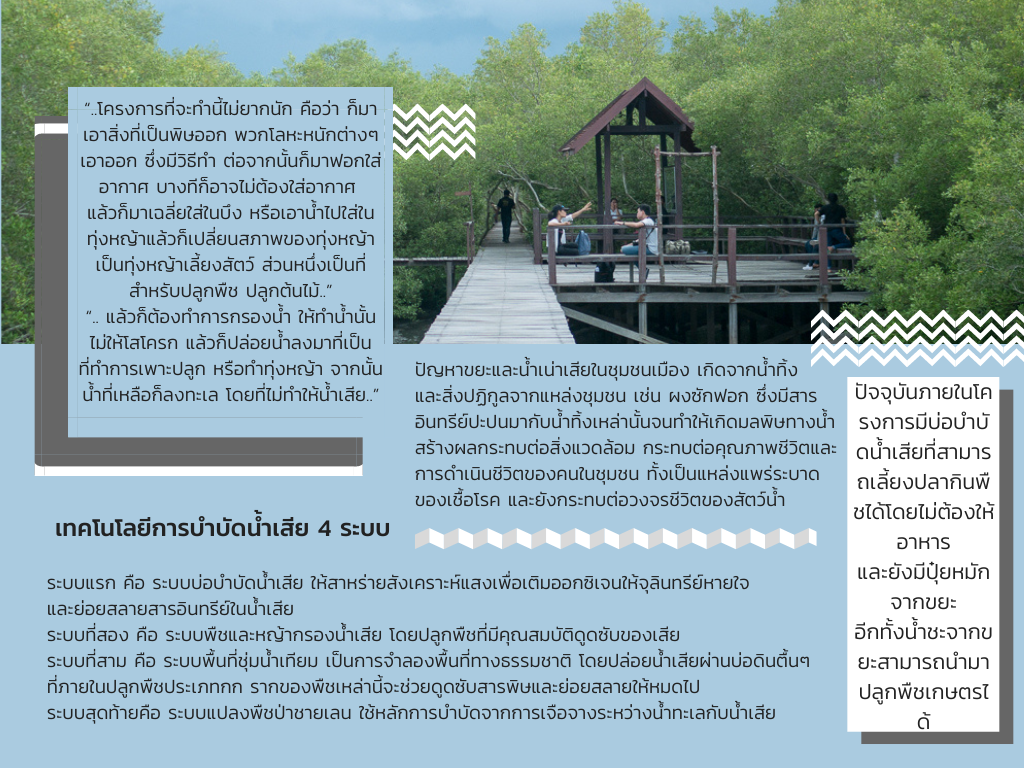 “..โครงการที่จะทำนี้ไม่ยากนัก คือว่า ก็มา
เอาสิ่งที่เป็นพิษออก พวกโลหะหนักต่างๆ
เอาออก ซึ่งมีวิธีทำ ต่อจากนั้นก็มาฟอกใส่
อากาศ บางทีก็อาจไม่ต้องใส่อากาศ
แล้วก็มาเฉลี่ยใส่ในบึง หรือเอาน้ำไปใส่ใน
ทุ่งหญ้าแล้วก็เปลี่ยนสภาพของทุ่งหญ้า
เป็นทุ่งหญ้าเลี้ยงสัตว์ ส่วนหนึ่งเป็นที่
สำหรับปลูกพืช ปลูกต้นไม้..”
“.. แล้วก็ต้องทำการกรองน้ำ ให้ทำน้ำนั้น
ไม่ให้โสโครก แล้วก็ปล่อยน้ำลงมาที่เป็น
ที่ทำการเพาะปลูก หรือทำทุ่งหญ้า จากนั้น
น้ำที่เหลือก็ลงทะเล โดยที่ไม่ทำให้น้ำเสีย..”
ปัญหาขยะและน้ำเน่าเสียในชุมชนเมือง เกิดจากน้ำทิ้ง
และสิ่งปฏิกูลจากแหล่งชุมชน เช่น ผงซักฟอก ซึ่งมีสาร
อินทรีย์ปะปนมากับน้ำทิ้งเหล่านั้นจนทำให้เกิดมลพิษทางน้ำ
สร้างผลกระทบต่อสิ่งแวดล้อม กระทบต่อคุณภาพชีวิตและ
การดำเนินชีวิตของคนในชุมชน ทั้งเป็นแหล่งแพร่ระบาด
ของเชื้อโรค และยังกระทบต่อวงจรชีวิตของสัตว์น้ำ
ปัจจุบันภายในโค
รงการมีบ่อบำบั
ดน้ำเสียที่สามาร
ถเลี้ยงปลากินพื
ชได้โดยไม่ต้องให้
อาหาร
และยังมีปุ๋ยหมัก
จากขยะ
อีกทั้งน้ำชะจากข
ยะสามารถนำมา
ปลูกพืชเกษตรไ
ด้
เทคโนโลยีการบำบัดน้ำเสีย 4 ระบบ
ระบบแรก คือ ระบบบ่อบำบัดน้ำเสีย ให้สาหร่ายสังเคราะห์แสงเพื่อเติมออกซิเจนให้จุลินทรีย์หายใจ
และย่อยสลายสารอินทรีย์ในน้ำเสีย
ระบบที่สอง คือ ระบบพืชและหญ้ากรองน้ำเสีย โดยปลูกพืชที่มีคุณสมบัติดูดซับของเสีย
ระบบที่สาม คือ ระบบพื้นที่ชุ่มน้ำเทียม เป็นการจำลองพื้นที่ทางธรรมชาติ โดยปล่อยน้ำเสียผ่านบ่อดินตื้นๆ
ที่ภายในปลูกพืชประเภทกก รากของพืชเหล่านี้จะช่วยดูดซับสารพิษและย่อยสลายให้หมดไป
ระบบสุดท้ายคือ ระบบแปลงพืชป่าชายเลน ใช้หลักการบำบัดจากการเจือจางระหว่างน้ำทะเลกับน้ำเสีย